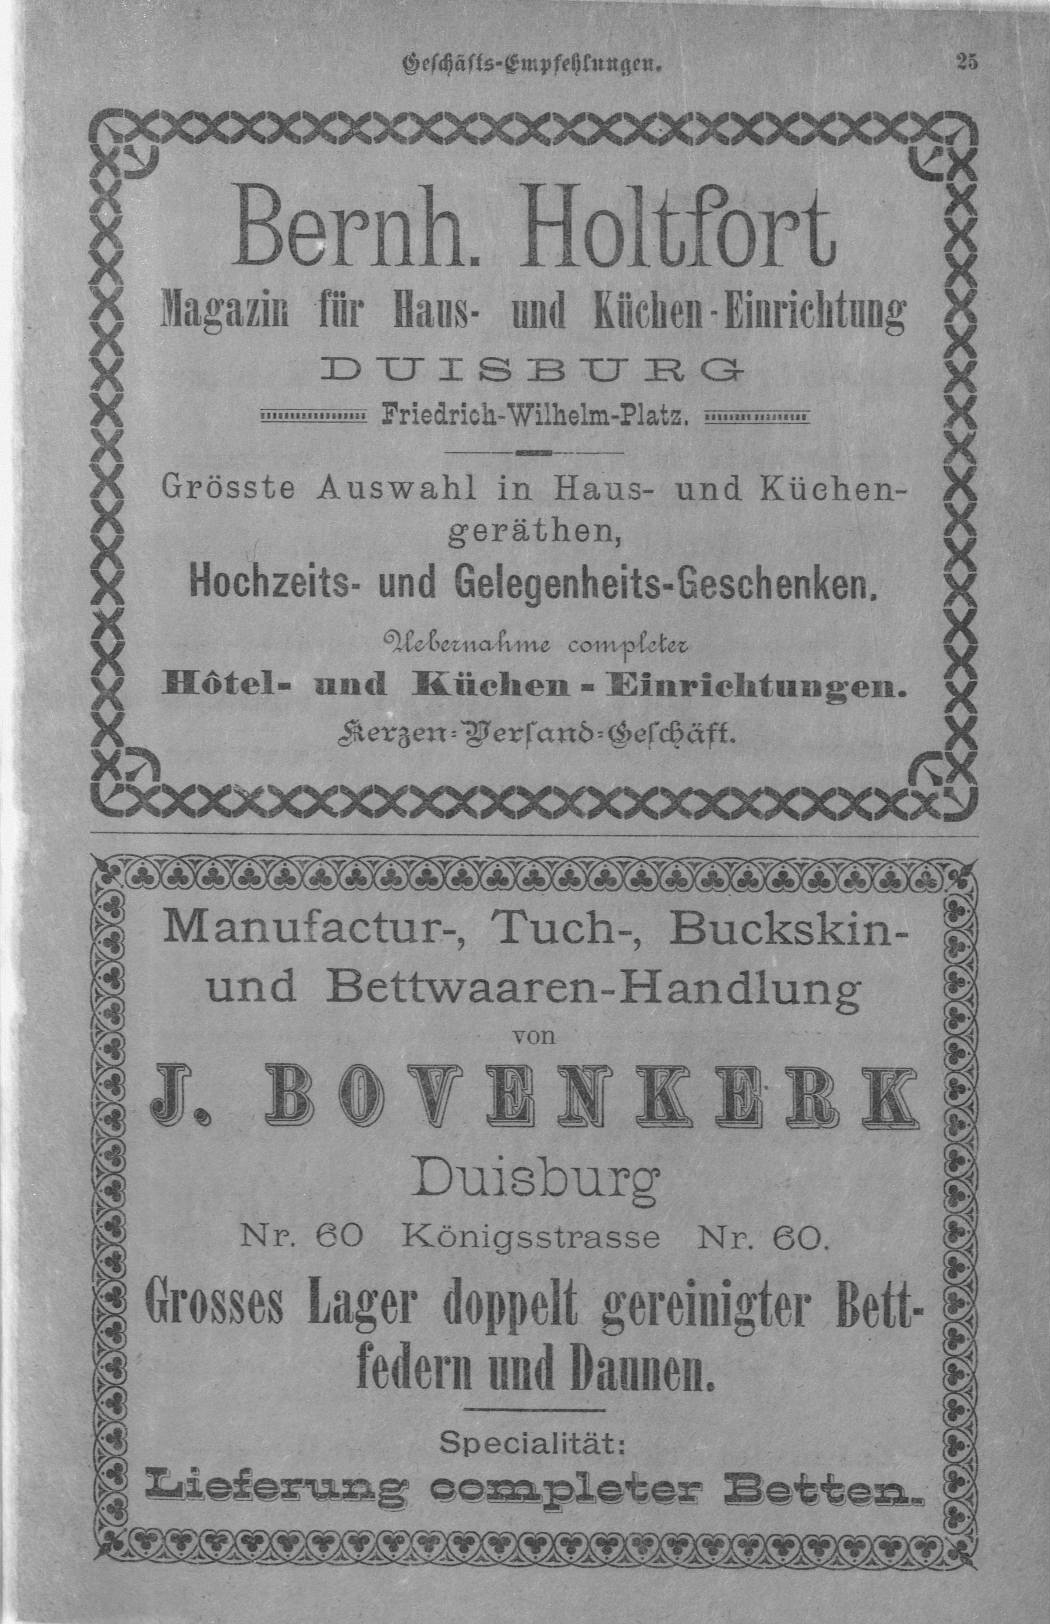 Geschäfts-Empfehlungen. 25
Bernh. Holtfort
Magazin für Haus- und Küchen-Einrichtung
DUISBURG
Friedrich-Wilhelm-Platz.
Grösste Auswahl in Haus- und Küchen-
geräthen,
Hochzeits- und Gelegenheits-Geschenken.
Uebernahme completer
Hôtel- und Küchen-Einrichtungen.
Kerzen-Versand-Geschäft.
Manufactur-, Tuch-, Buckskin-
und Bettwaaren-Handlung
von
J. BOVENKERK
Duisburg
Nr. 60 Königsstrasse Nr. 60.
Grosses Lager doppelt gereinigter Bett-
federn und Daunen.
Specialität:
Lieferung completer Betten.